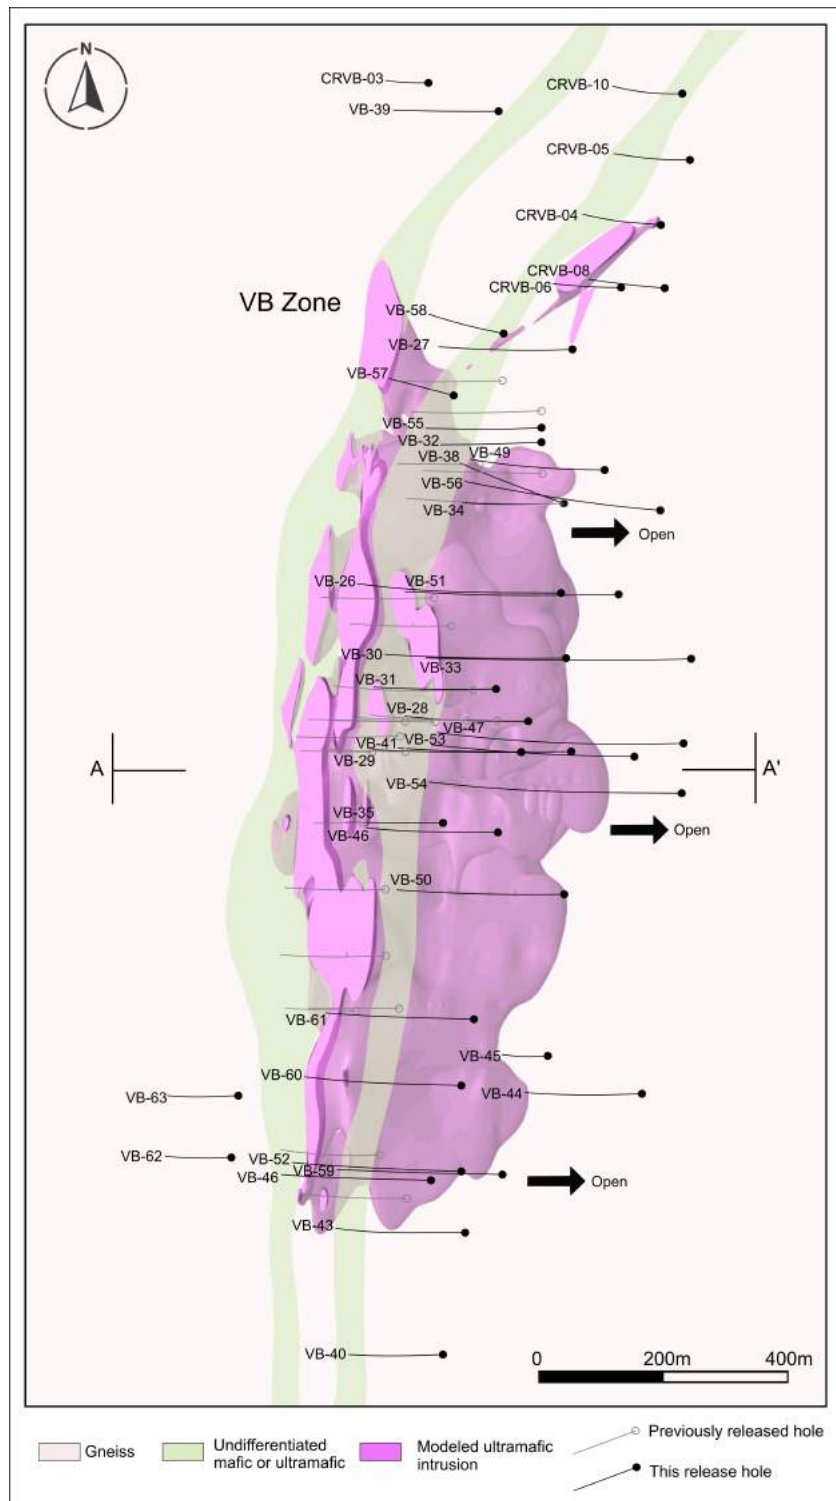 N
CRVB-03
CRVB-10
VB-39
CRVB-05
CRVB-04
CRVB-08
CRVB-06
VB Zone
VB-58
VB-27
VB-57
VB-55
VB-32
VB-38
VB-49
VB-56
VB-34
Open
VB-26
VB-51
VB-30
VB-33
VB-31
VB-28
VB-47
VB-41
VB-53
VB-29
A
A'
VB-54
VB-35
VB-46
Open
VB-50
VB-61
VB-45
VB-60
VB-44
VB-63
VB-62
VB-52
VB-59
VB-46
Open
VB-43
VB-40
0 200m 400m
Gneiss
Undifferentiated
mafic or ultramafic
Modeled ultramafic
intrusion
Previously released hole
This release hole